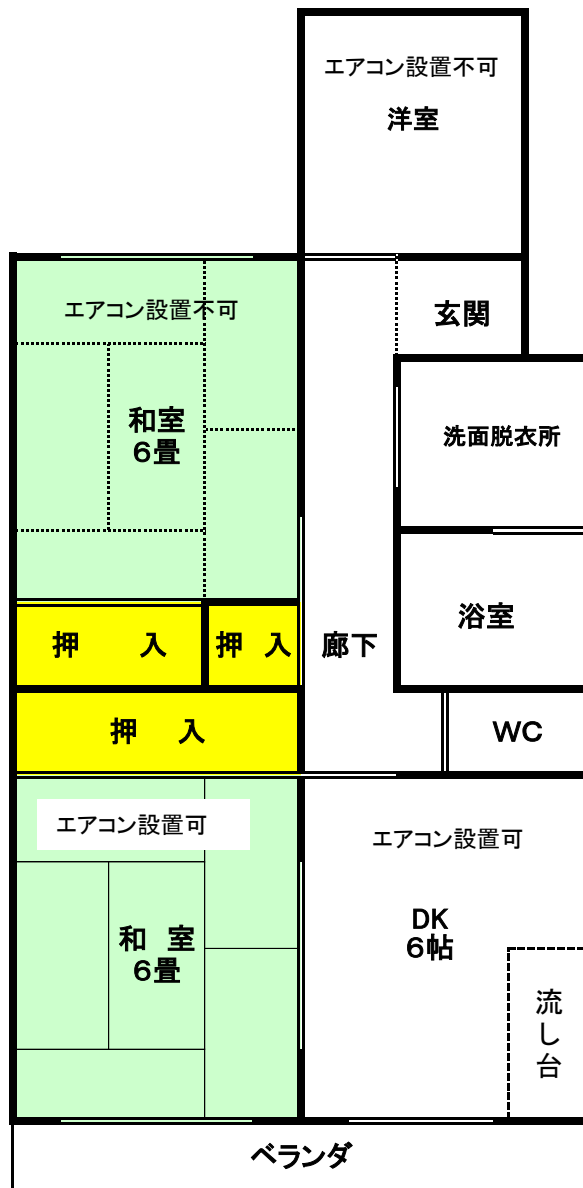 エアコン設置不可
洋室
エアコン設置不可
玄関
和室
6畳
洗面脱衣所
浴室
押 入
押 入
廊下
押 入
WC
エアコン設置可
エアコン設置可
和 室
6畳
DK
6帖
流し台
ベランダ